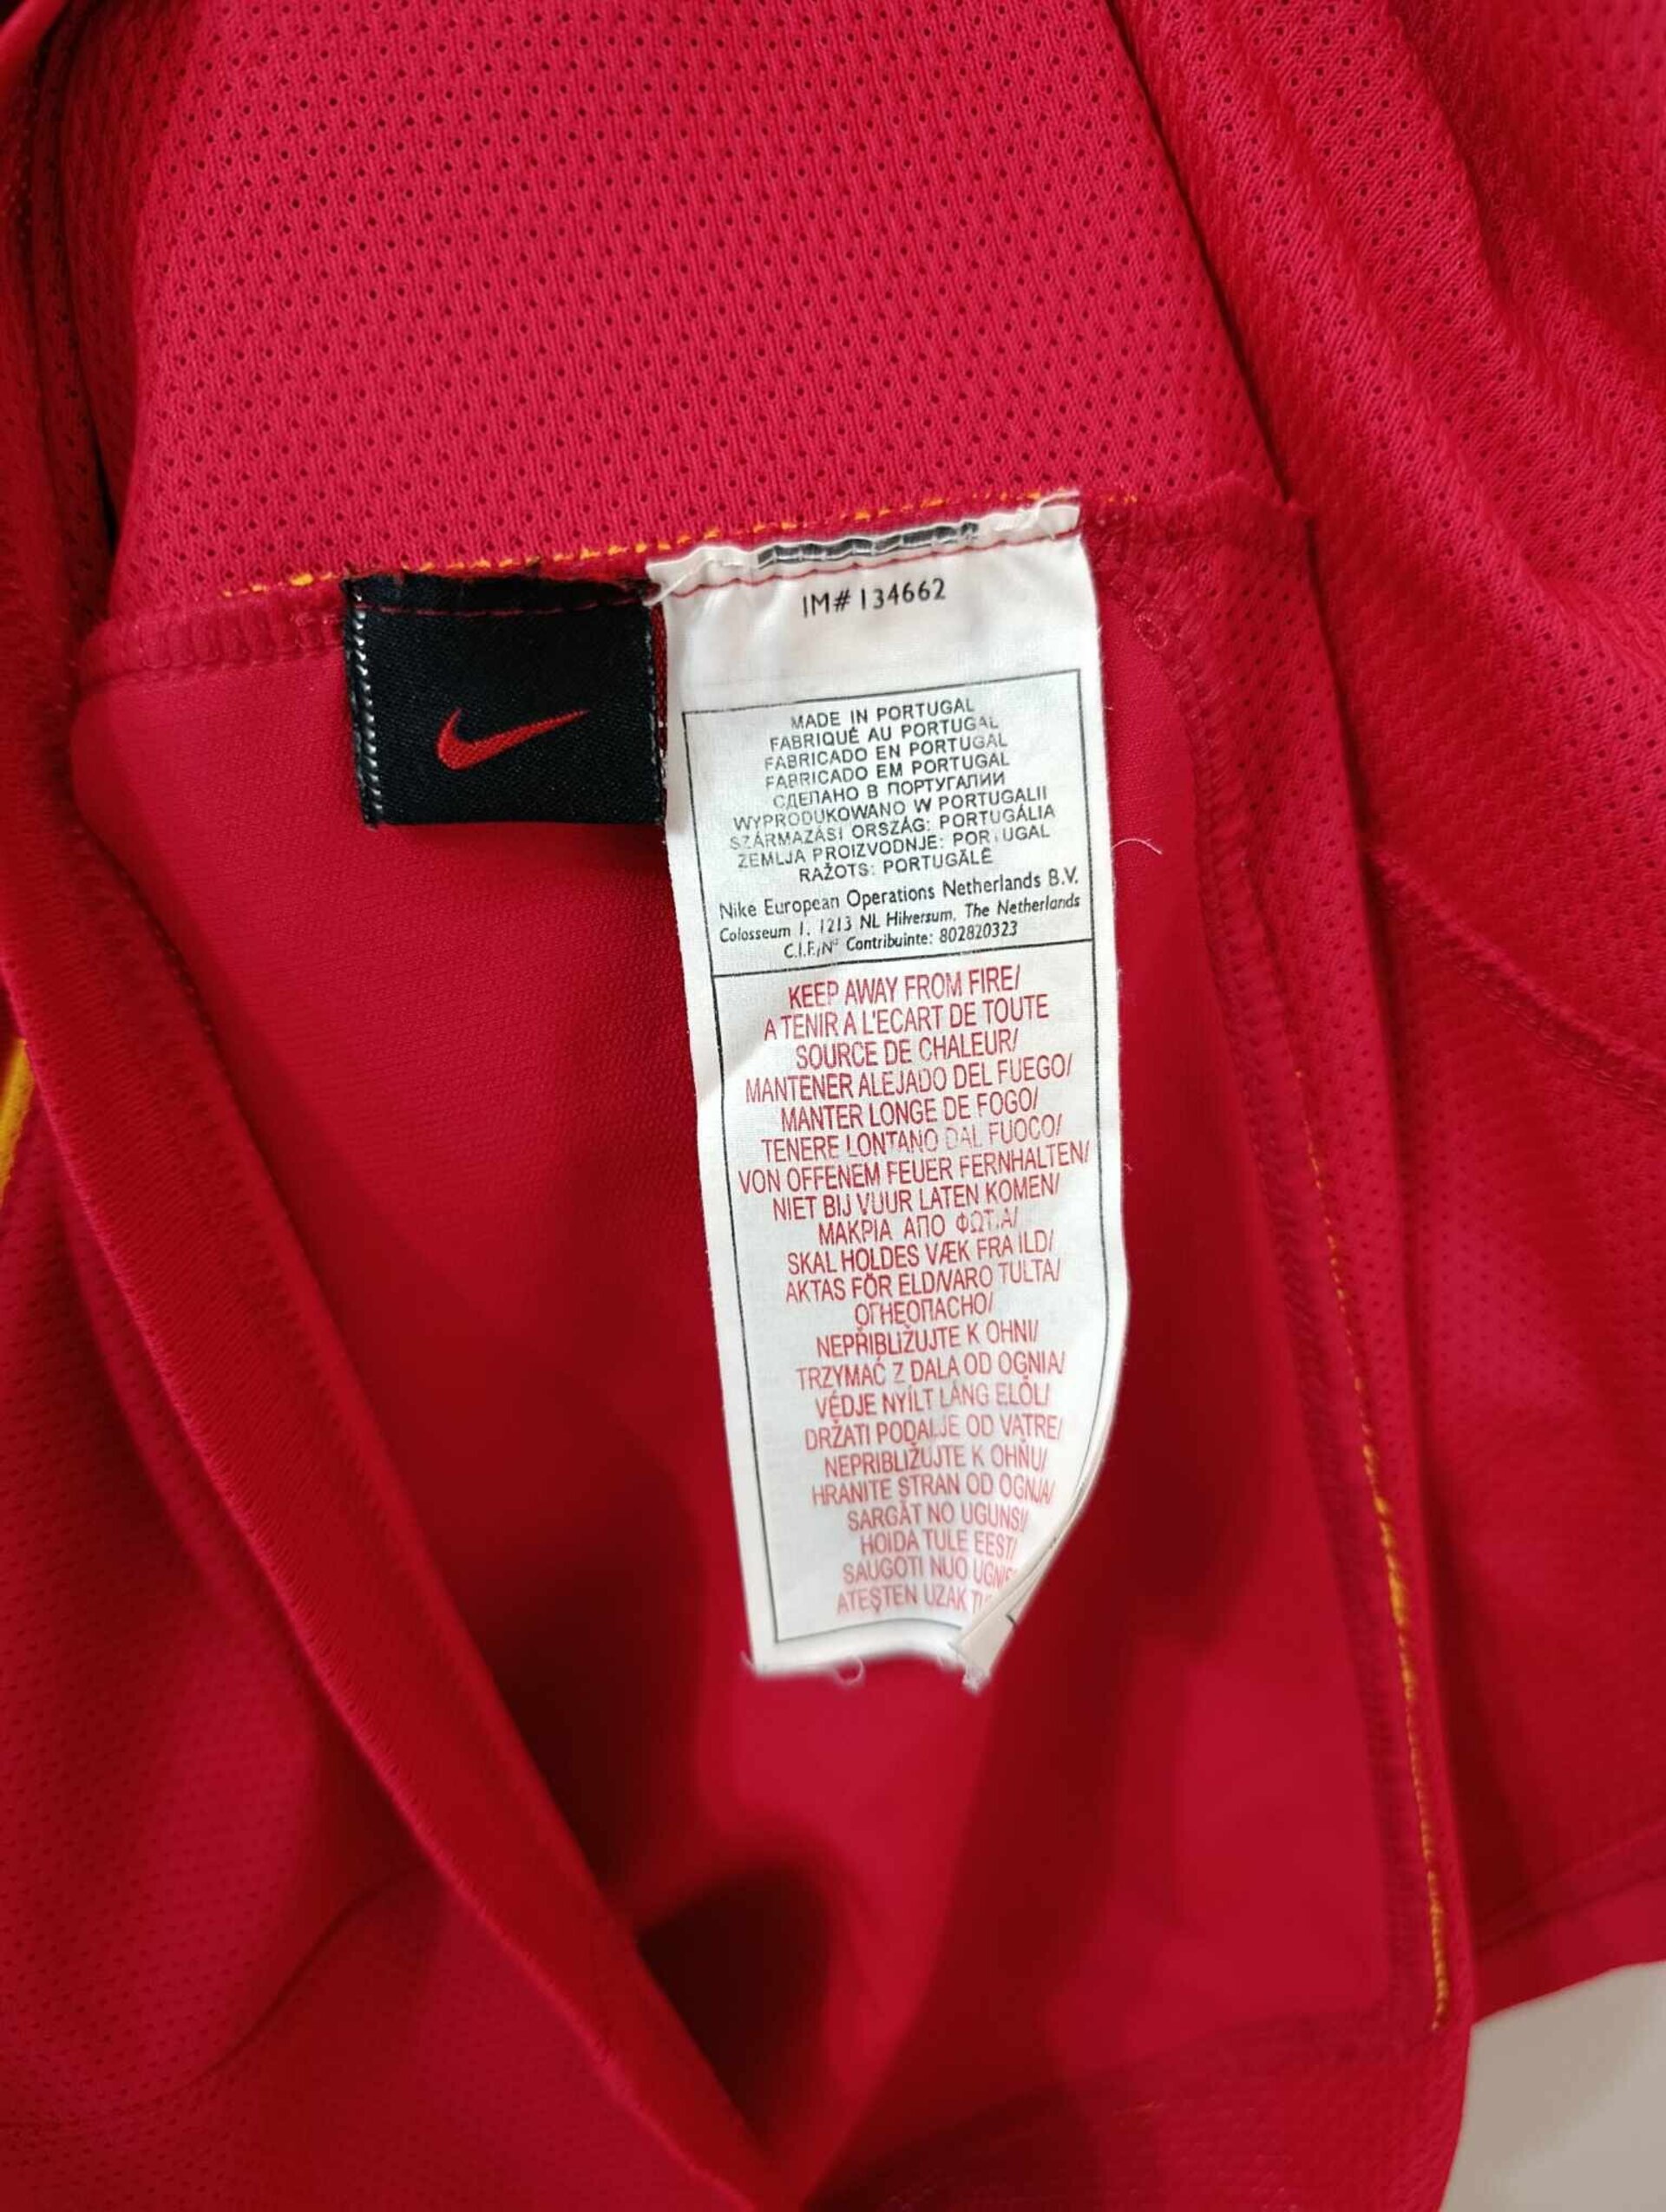 IM# 134662
MADE IN PORTUGAL
FABRIQUÉ AU PORTUGAL
FABRICADO EN PORTUGAL
FABRICADO EM PORTUGAL
СДЕПАНО В ПОРТУГАПИИ
WYPRODUKOWANO W PORTUGALII
SZÁRMAZÁSI ORSZÁG: PORTUGÁLIA
ZEMLJA PROIZVODNJE: PORTUGAL
RAŽOTS: PORTUGĀLĒ
Nike European Operations Netherlands B.V.
Colosseum 1, 1213 NL Hilversum, The Netherlands
C.I.F./Nº Contribuinte: 802820323
KEEP AWAY FROM FIRE/
A TENIR A L'ECART DE TOUTE
SOURCE DE CHALEUR/
MANTENER ALEJADO DEL FUEGO/
MANTER LONGE DE FOGO/
TENERE LONTANO DAL FUOCO/
VON OFFENEM FEUER FERNHALTEN/
NIET BIJ VUUR LATEN KOMEN/
ΜΑΚΡΙΑ ΑΠΟ ΦΩΤΙΑ/
SKAL HOLDES VÆK FRA ILD/
AKTAS FÖR ELD/VARO TULTA/
ОГНЕОПАСНО/
NEPŘIBLIŽUJTE K OHNI/
TRZYMAĆ Z DALA OD OGNIA/
VÉDJE NYÍLT LÁNG ELŐL/
DRŽATI PODALJE OD VATRE/
NEPRIBLIŽUJTE K OHŇU/
HRANITE STRAN OD OGNJA/
SARGĀT NO UGUNS/
HOIDA TULE EEST/
SAUGOTI NUO
ATEŞTEN UZAK